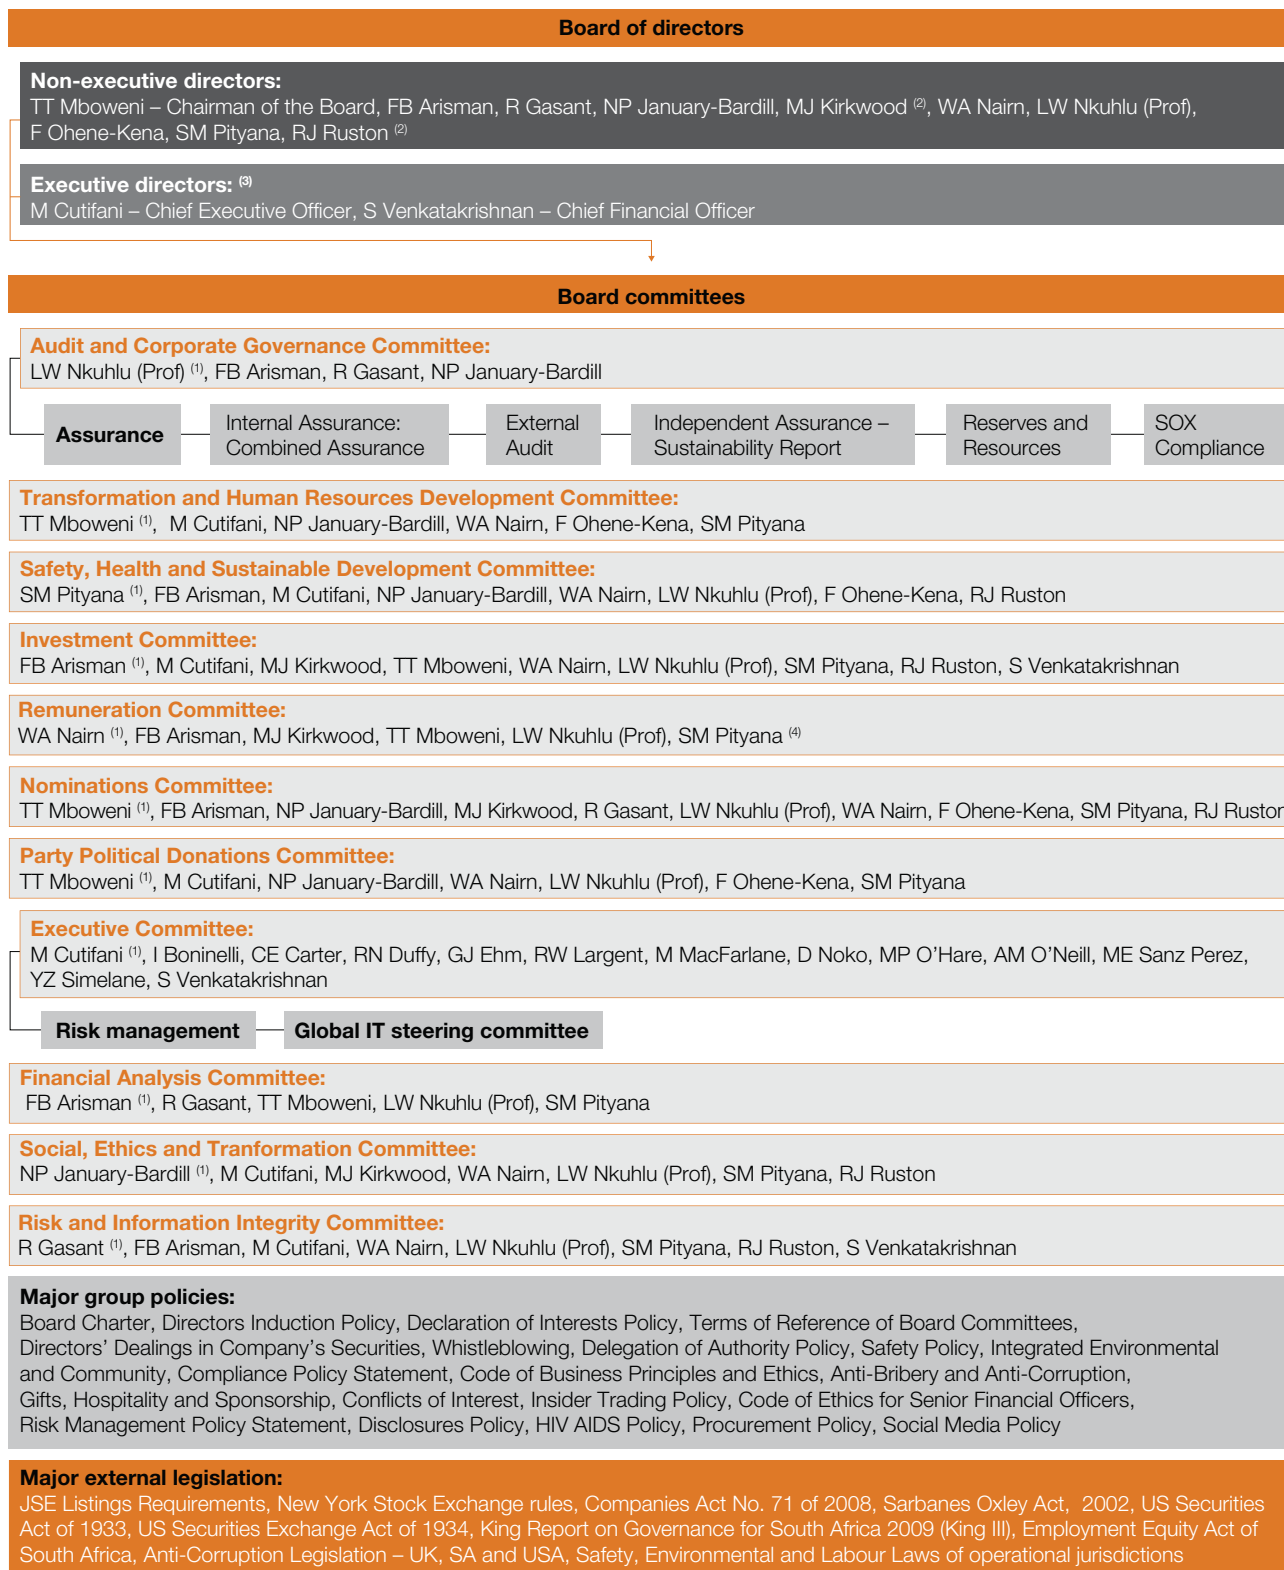 Board of directors
Non-executive directors:
TT Mboweni – Chairman of the Board, FB Arisman, R Gasant, NP January-Bardill, MJ Kirkwood (2), WA Nairn, LW Nkuhlu (Prof),
F Ohene-Kena, SM Pityana, RJ Ruston (2)
Executive directors: (3)
M Cutifani – Chief Executive Officer, S Venkatakrishnan – Chief Financial Officer
Board committees
Audit and Corporate Governance Committee:
LW Nkuhlu (Prof) (1), FB Arisman, R Gasant, NP January-Bardill
Assurance
Internal Assurance:
Combined Assurance
External
Audit
Independent Assurance –
Sustainability Report
Reserves and
Resources
SOX
Compliance
Transformation and Human Resources Development Committee:
TT Mboweni (1),  M Cutifani, NP January-Bardill, WA Nairn, F Ohene-Kena, SM Pityana
Safety, Health and Sustainable Development Committee:
SM Pityana (1), FB Arisman, M Cutifani, NP January-Bardill, WA Nairn, LW Nkuhlu (Prof), F Ohene-Kena, RJ Ruston
Investment Committee:
FB Arisman (1), M Cutifani, MJ Kirkwood, TT Mboweni, WA Nairn, LW Nkuhlu (Prof), SM Pityana, RJ Ruston, S Venkatakrishnan
Remuneration Committee:
WA Nairn (1), FB Arisman, MJ Kirkwood, TT Mboweni, LW Nkuhlu (Prof), SM Pityana (4)
Nominations Committee:
TT Mboweni (1), FB Arisman, NP January-Bardill, MJ Kirkwood, R Gasant, LW Nkuhlu (Prof), WA Nairn, F Ohene-Kena, SM Pityana, RJ Ruston
Party Political Donations Committee:
TT Mboweni (1), M Cutifani, NP January-Bardill, WA Nairn, LW Nkuhlu (Prof), F Ohene-Kena, SM Pityana
Executive Committee:
M Cutifani (1), I Boninelli, CE Carter, RN Duffy, GJ Ehm, RW Largent, M MacFarlane, D Noko, MP O'Hare, AM O'Neill, ME Sanz Perez,
YZ Simelane, S Venkatakrishnan
Risk management
Global IT steering committee
Financial Analysis Committee:
FB Arisman (1), R Gasant, TT Mboweni, LW Nkuhlu (Prof), SM Pityana
Social, Ethics and Tranformation Committee:
NP January-Bardill (1), M Cutifani, MJ Kirkwood, WA Nairn, LW Nkuhlu (Prof), SM Pityana, RJ Ruston
Risk and Information Integrity Committee:
R Gasant (1), FB Arisman, M Cutifani, WA Nairn, LW Nkuhlu (Prof), SM Pityana, RJ Ruston, S Venkatakrishnan
Major group policies:
Board Charter, Directors Induction Policy, Declaration of Interests Policy, Terms of Reference of Board Committees,
Directors' Dealings in Company's Securities, Whistleblowing, Delegation of Authority Policy, Safety Policy, Integrated Environmental
and Community, Compliance Policy Statement, Code of Business Principles and Ethics, Anti-Bribery and Anti-Corruption,
Gifts, Hospitality and Sponsorship, Conflicts of Interest, Insider Trading Policy, Code of Ethics for Senior Financial Officers,
Risk Management Policy Statement, Disclosures Policy, HIV AIDS Policy, Procurement Policy, Social Media Policy
Major external legislation:
JSE Listings Requirements, New York Stock Exchange rules, Companies Act No. 71 of 2008, Sarbanes Oxley Act,  2002, US Securities
Act of 1933, US Securities Exchange Act of 1934, King Report on Governance for South Africa 2009 (King III), Employment Equity Act of
South Africa, Anti-Corruption Legislation – UK, SA and USA, Safety, Environmental and Labour Laws of operational jurisdictions